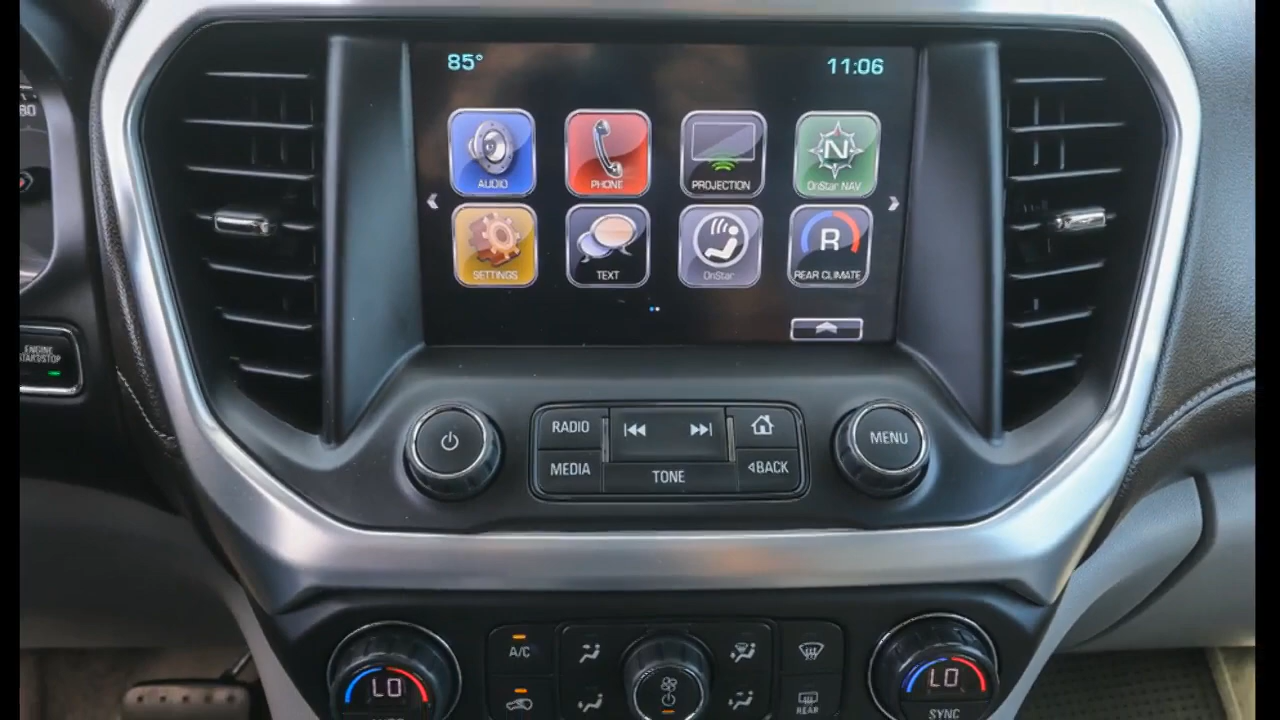 85° 11:06
80
AUDIO PHONE PROJECTION OnStar NAV
N
SETTINGS TEXT OnStar REAR CLIMATE
R
ENGINE
START/STOP
RADIO MENU
MEDIA TONE BACK
A/C
LO LO
REAR SYNC